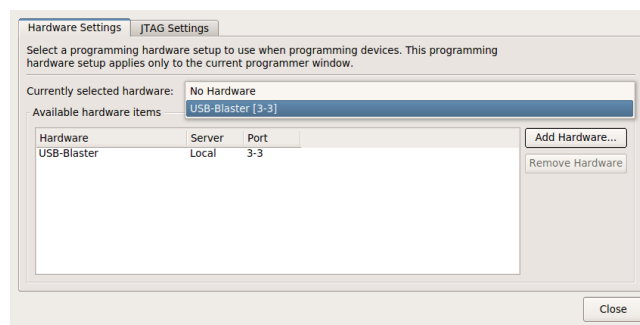 Hardware Settings JTAG Settings
Select a programming hardware setup to use when programming devices. This programming
hardware setup applies only to the current programmer window.
Currently selected hardware: No Hardware
USB-Blaster [3-3]
Available hardware items
Hardware Server Port
USB-Blaster Local 3-3
Add Hardware...
Remove Hardware
Close